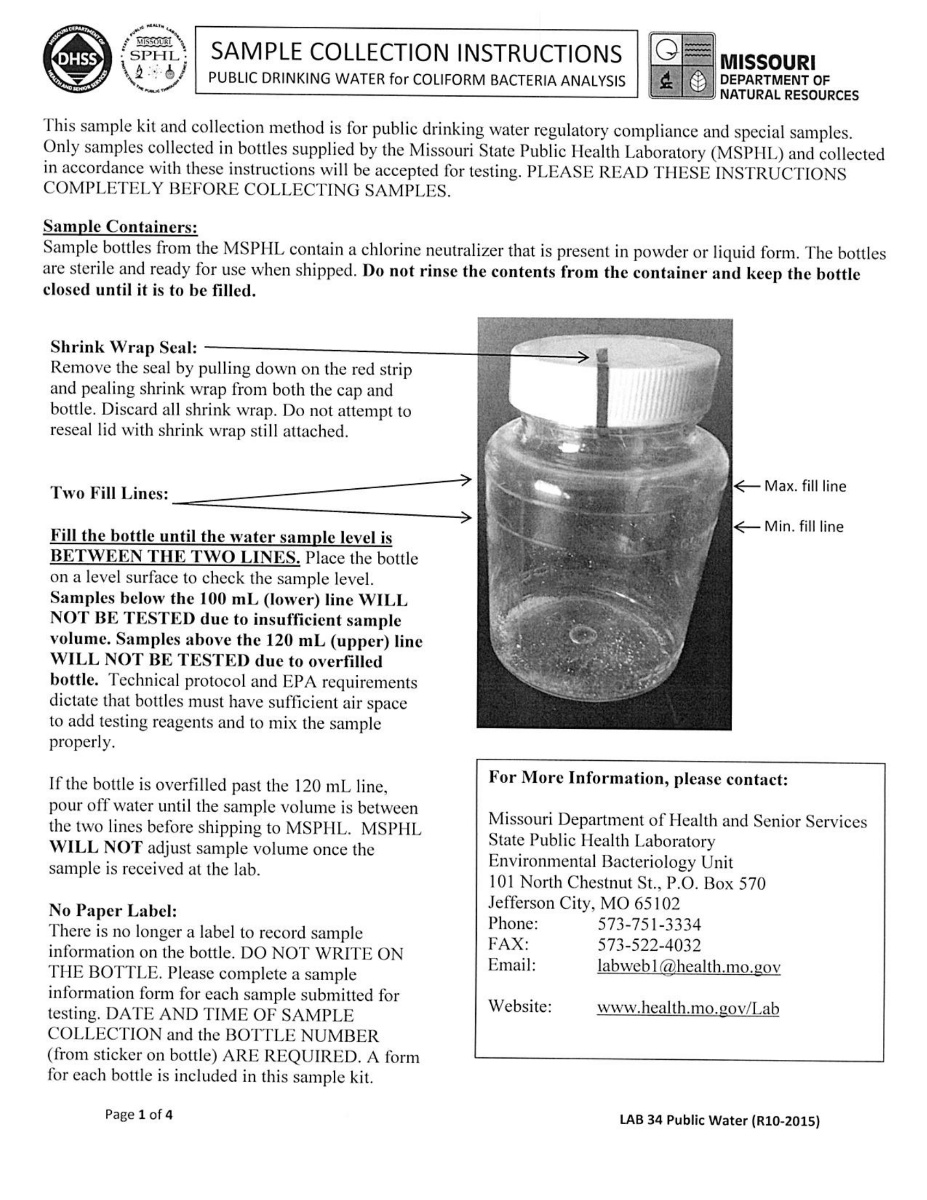 DHSS
MISSOURI DEPARTMENT OF
HEALTH AND SENIOR SERVICES
STATE PUBLIC HEALTH LABORATORY
MISSOURI
SPHL
SAMPLE COLLECTION INSTRUCTIONS
PUBLIC DRINKING WATER for COLIFORM BACTERIA ANALYSIS
MISSOURI
DEPARTMENT OF
NATURAL RESOURCES
This sample kit and collection method is for public drinking water regulatory compliance and special samples.
Only samples collected in bottles supplied by the Missouri State Public Health Laboratory (MSPHL) and collected
in accordance with these instructions will be accepted for testing. PLEASE READ THESE INSTRUCTIONS
COMPLETELY BEFORE COLLECTING SAMPLES.
Sample Containers:
Sample bottles from the MSPHL contain a chlorine neutralizer that is present in powder or liquid form. The bottles
are sterile and ready for use when shipped. Do not rinse the contents from the container and keep the bottle
closed until it is to be filled.
Shrink Wrap Seal:
Remove the seal by pulling down on the red strip
and pealing shrink wrap from both the cap and
bottle. Discard all shrink wrap. Do not attempt to
reseal lid with shrink wrap still attached.
Two Fill Lines:
Max. fill line
Min. fill line
Fill the bottle until the water sample level is
BETWEEN THE TWO LINES. Place the bottle
on a level surface to check the sample level.
Samples below the 100 mL (lower) line WILL
NOT BE TESTED due to insufficient sample
volume. Samples above the 120 mL (upper) line
WILL NOT BE TESTED due to overfilled
bottle. Technical protocol and EPA requirements
dictate that bottles must have sufficient air space
to add testing reagents and to mix the sample
properly.
If the bottle is overfilled past the 120 mL line,
pour off water until the sample volume is between
the two lines before shipping to MSPHL. MSPHL
WILL NOT adjust sample volume once the
sample is received at the lab.
No Paper Label:
There is no longer a label to record sample
information on the bottle. DO NOT WRITE ON
THE BOTTLE. Please complete a sample
information form for each sample submitted for
testing. DATE AND TIME OF SAMPLE
COLLECTION and the BOTTLE NUMBER
(from sticker on bottle) ARE REQUIRED. A form
for each bottle is included in this sample kit.
For More Information, please contact:
Missouri Department of Health and Senior Services
State Public Health Laboratory
Environmental Bacteriology Unit
101 North Chestnut St., P.O. Box 570
Jefferson City, MO 65102
Phone: 573-751-3334
FAX: 573-522-4032
Email: labweb1@health.mo.gov
Website: www.health.mo.gov/Lab
Page 1 of 4
LAB 34 Public Water (R10-2015)